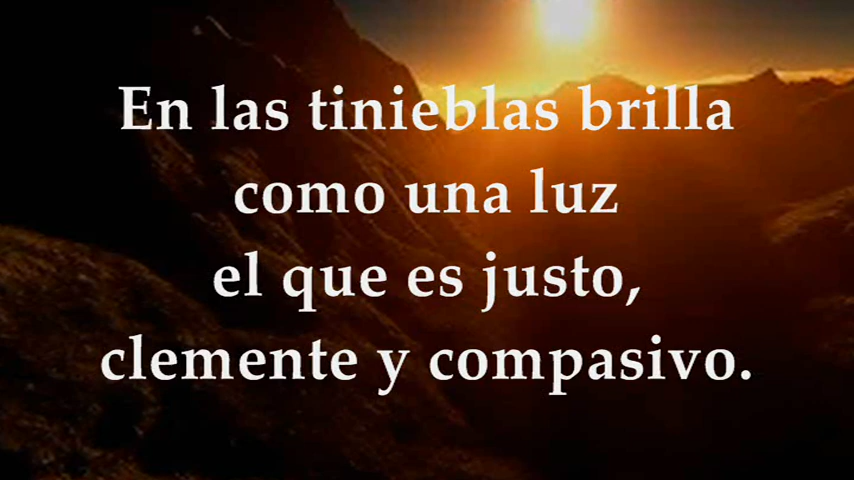 En las tinieblas brilla
como una luz
el que es justo,
clemente y compasivo.